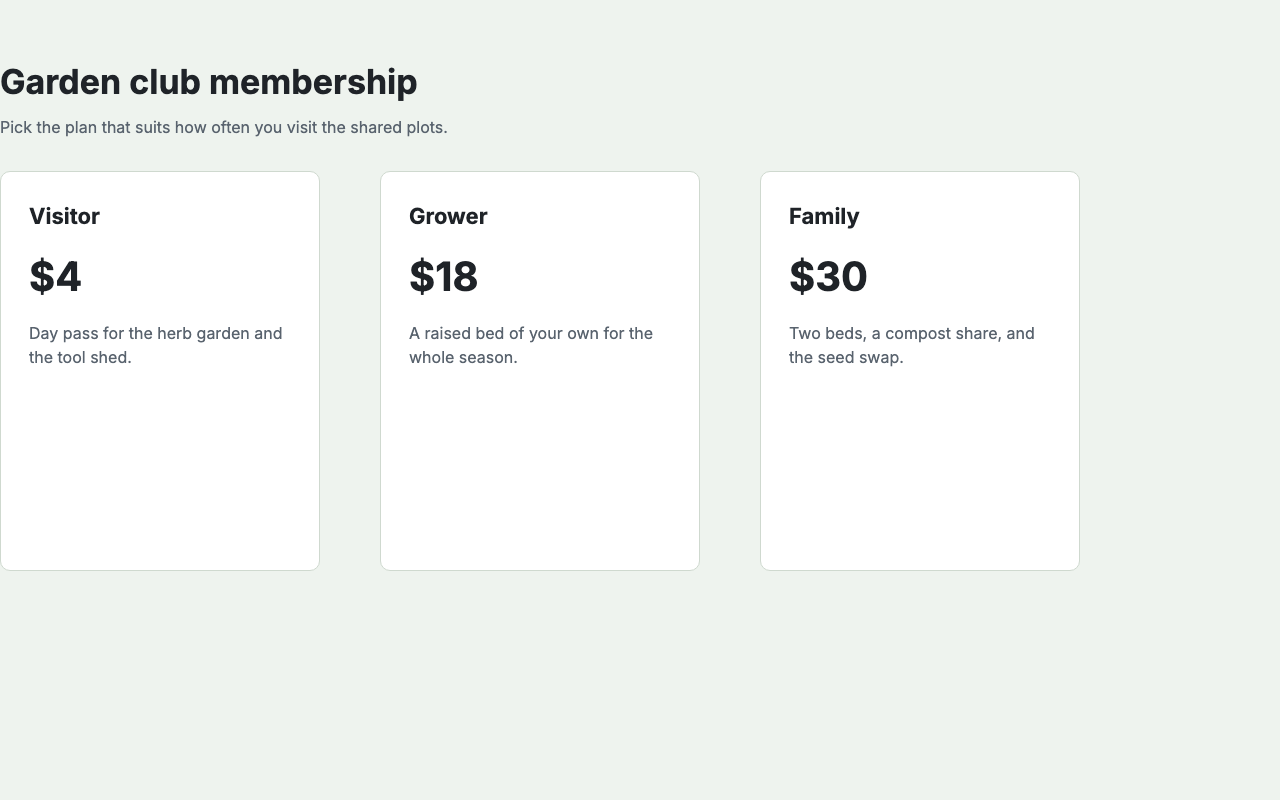 Garden club membership
Pick the plan that suits how often you visit the shared plots.
Visitor
$4
Day pass for the herb garden and
the tool shed.
Grower
$18
A raised bed of your own for the
whole season.
Family
$30
Two beds, a compost share, and
the seed swap.